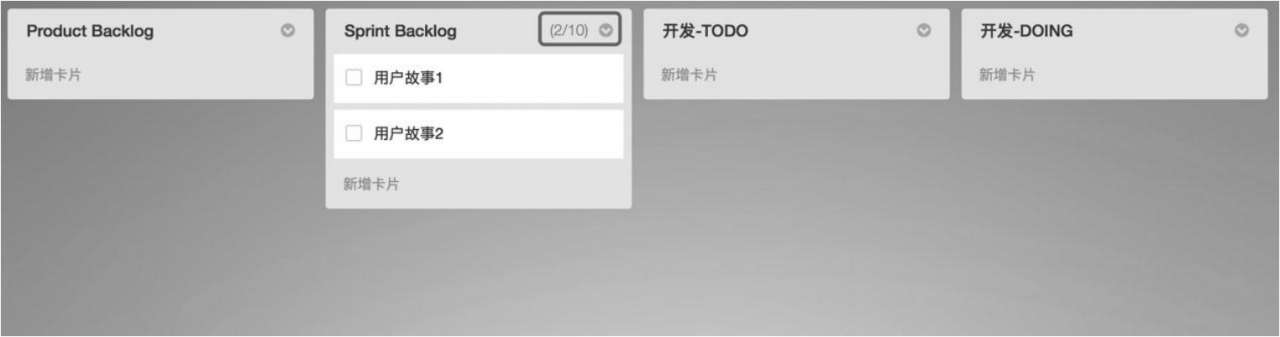 Product Backlog
新增卡片
Sprint Backlog (2/10)
用户故事1
用户故事2
新增卡片
开发-TODO
新增卡片
开发-DOING
新增卡片